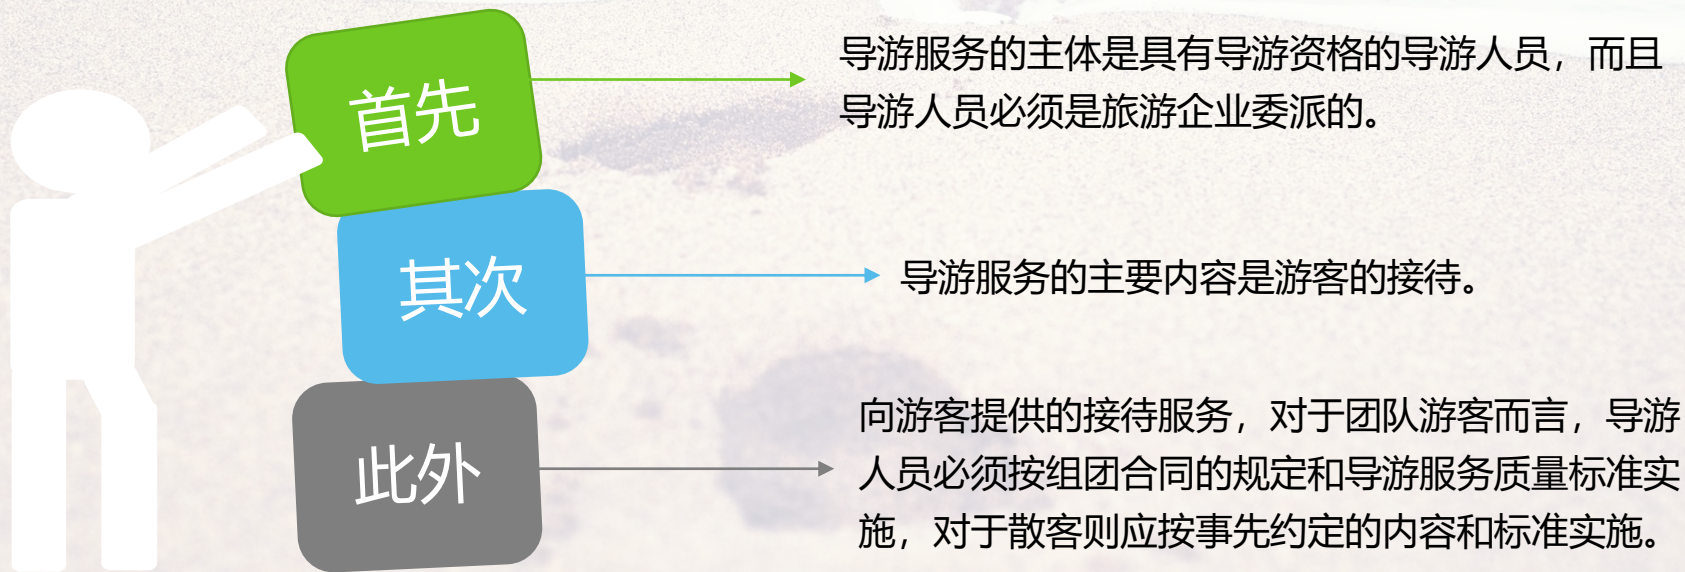 首先
导游服务的主体是具有导游资格的导游人员，而且
导游人员必须是旅游企业委派的。
其次
导游服务的主要内容是游客的接待。
此外
向游客提供的接待服务，对于团队游客而言，导游
人员必须按组团合同的规定和导游服务质量标准实
施，对于散客则应按事先约定的内容和标准实施。